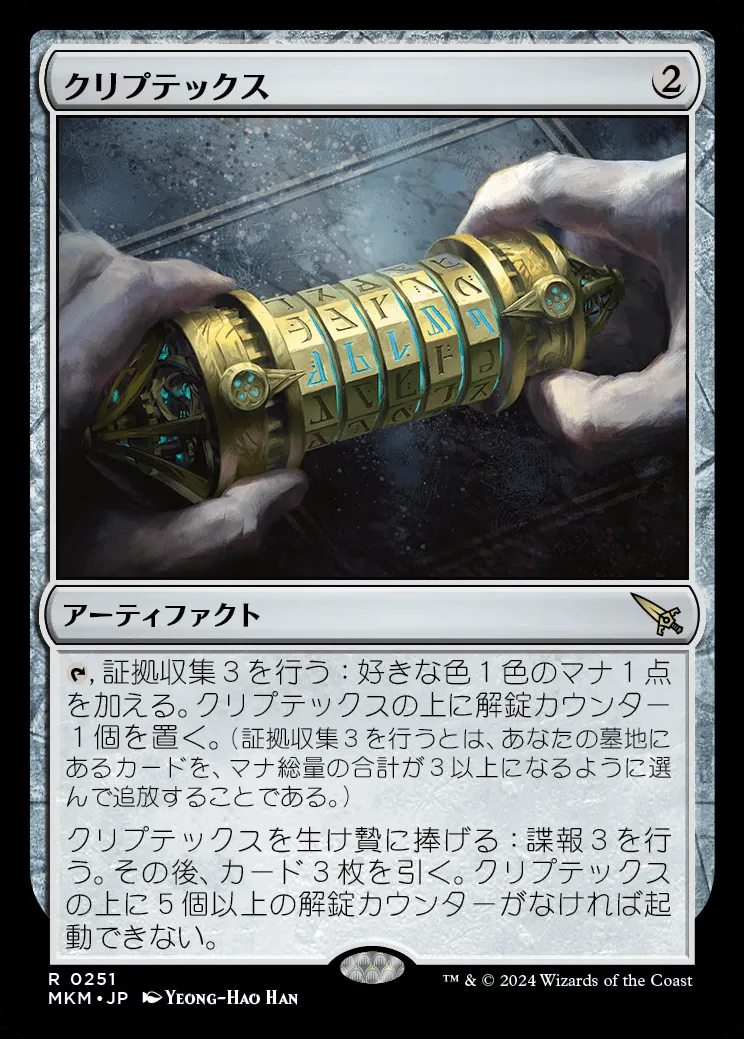 クリプテックス 2
アーティファクト
, 証拠収集３を行う：好きな色１色のマナ１点
を加える。クリプテックスの上に解錠カウンター
１個を置く。（証拠収集３を行うとは、あなたの墓地に
あるカードを、マナ総量の合計が３以上になるように選
んで追放することである。）
クリプテックスを生け贄に捧げる：諜報３を行
う。その後、カード３枚を引く。クリプテックス
の上に５個以上の解錠カウンターがなければ起
動できない。
R 0251
MKM • JP YEONG-HAO HAN
™ & © 2024 Wizards of the Coast